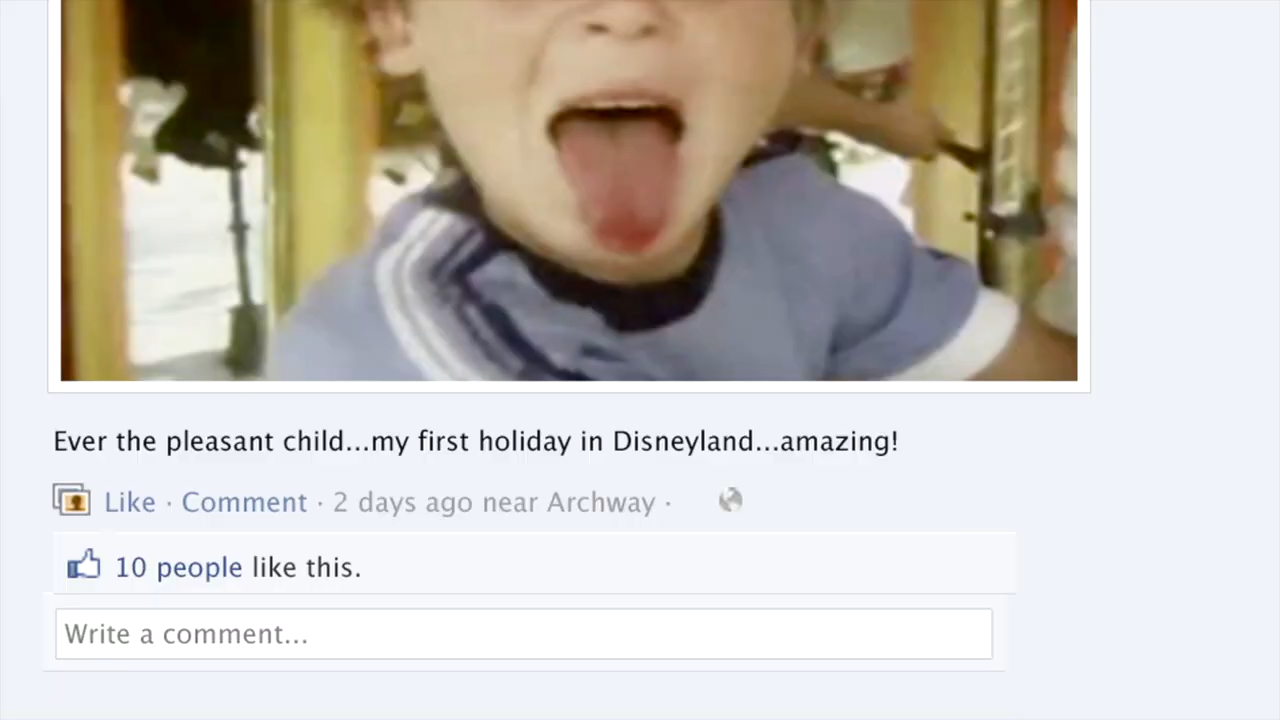 Ever the pleasant child...my first holiday in Disneyland...amazing!
Like · Comment · 2 days ago near Archway ·
10 people like this.
Write a comment...